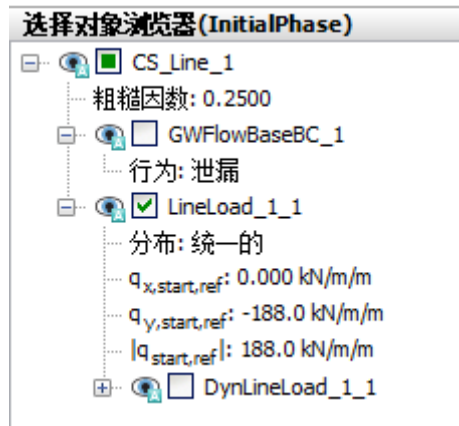 选择对象浏览器(InitialPhase)
CS_Line_1
粗糙因数: 0.2500
GWFlowBaseBC_1
行为: 泄漏
LineLoad_1_1
分布: 统一的
qx,start,ref: 0.000 kN/m/m
qy,start,ref: -188.0 kN/m/m
|qstart,ref|: 188.0 kN/m/m
DynLineLoad_1_1